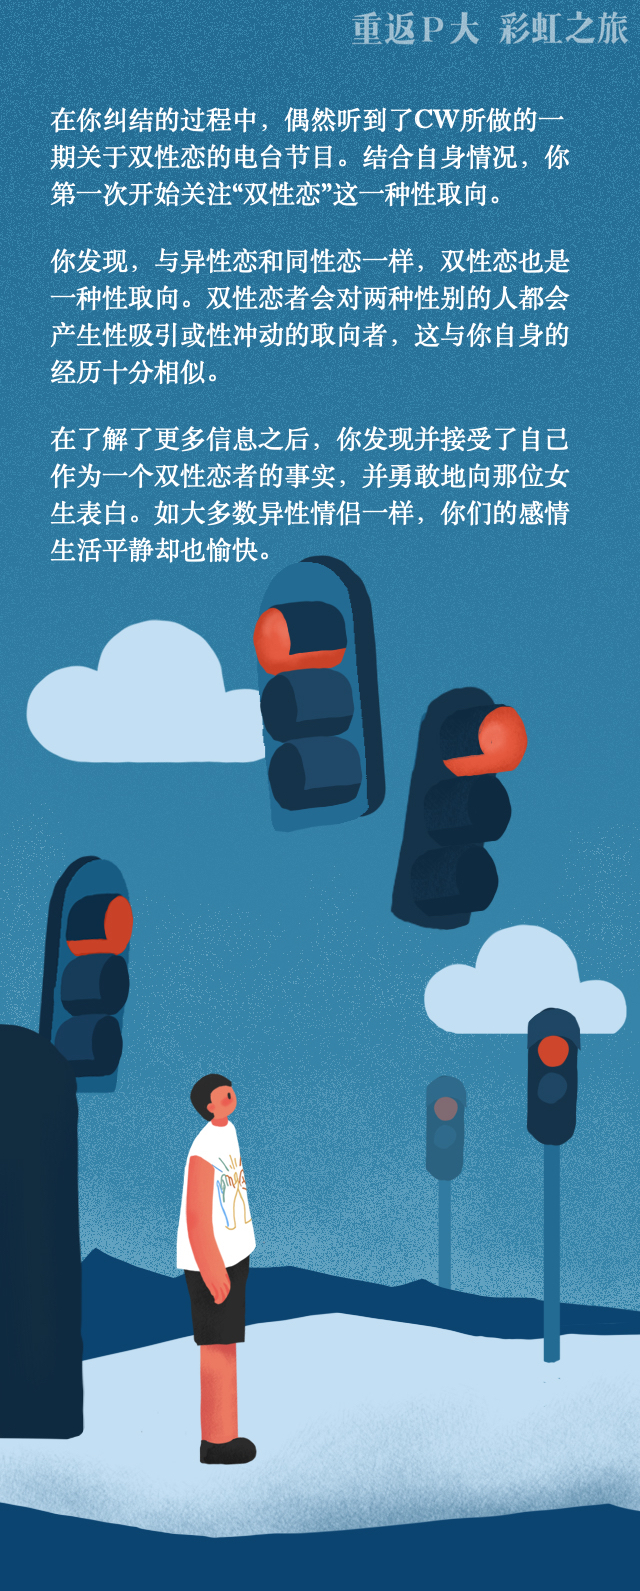 重返P大 彩虹之旅
在你纠结的过程中，偶然听到了CW所做的一
期关于双性恋的电台节目。结合自身情况，你
第一次开始关注“双性恋”这一种性取向。
你发现，与异性恋和同性恋一样，双性恋也是
一种性取向。双性恋者会对两种性别的人都会
产生性吸引或性冲动的取向者，这与你自身的
经历十分相似。
在了解了更多信息之后，你发现并接受了自己
作为一个双性恋者的事实，并勇敢地向那位女
生表白。如大多数异性情侣一样，你们的感情
生活平静却也愉快。